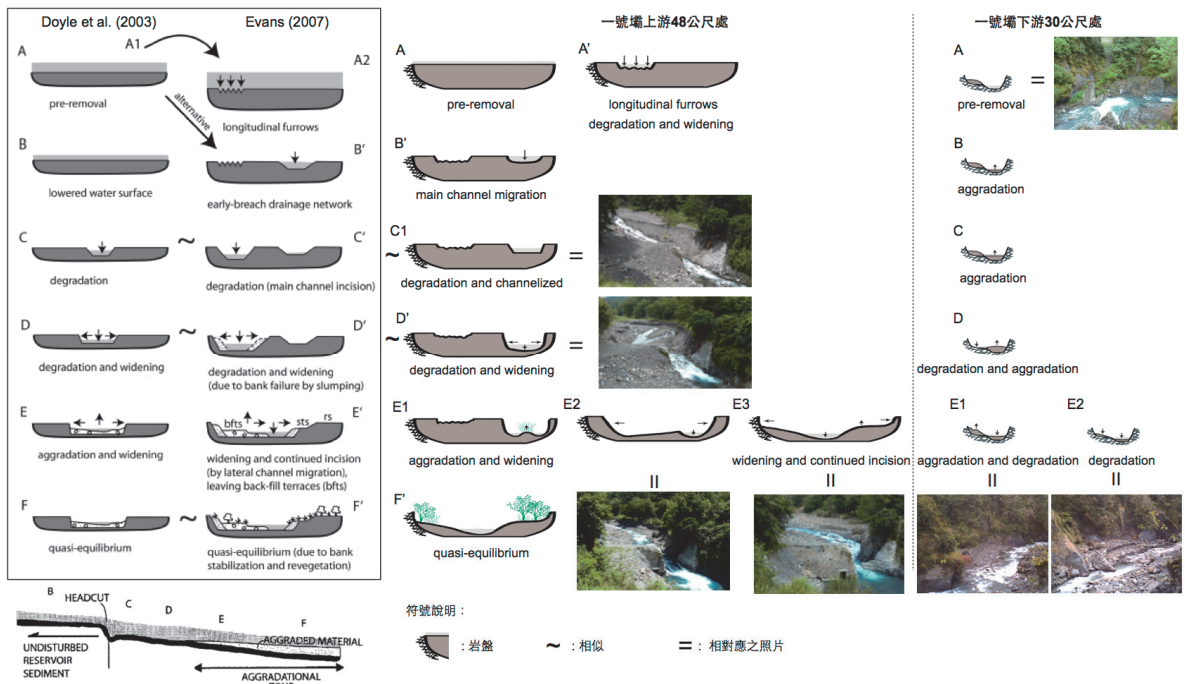 Doyle et al. (2003)
Evans (2007)
A
A1
A2
pre-removal
longitudinal furrows
alternative
B
B'
lowered water surface
early-breach drainage network
C
~
C'
degradation
degradation (main channel incision)
D
~
D'
degradation and widening
degradation and widening
(due to bank failure by slumping)
E
bfts
sts
rs
E'
aggradation and widening
widening and continued incision
(by lateral channel migration),
leaving back-fill terraces (bfts)
F
~
F'
quasi-equilibrium
quasi-equilibrium (due to bank
stabilization and revegetation)
B
HEADCUT
C
D
E
F
AGGRADED MATERIAL
UNDISTURBED
RESERVOIR
SEDIMENT
AGGRADATIONAL
一號壩上游48公尺處
A
A'
pre-removal
longitudinal furrows
degradation and widening
B'
main channel migration
~
C1
=
degradation and channelized
~
D'
=
degradation and widening
E1
E2
E3
aggradation and widening
widening and continued incision
=
=
F'
quasi-equilibrium
符號說明：
：岩盤
~ ：相似
= ：相對應之照片
一號壩下游30公尺處
A
=
pre-removal
B
aggradation
C
aggradation
D
degradation and aggradation
E1
E2
aggradation and degradation
degradation
=
=